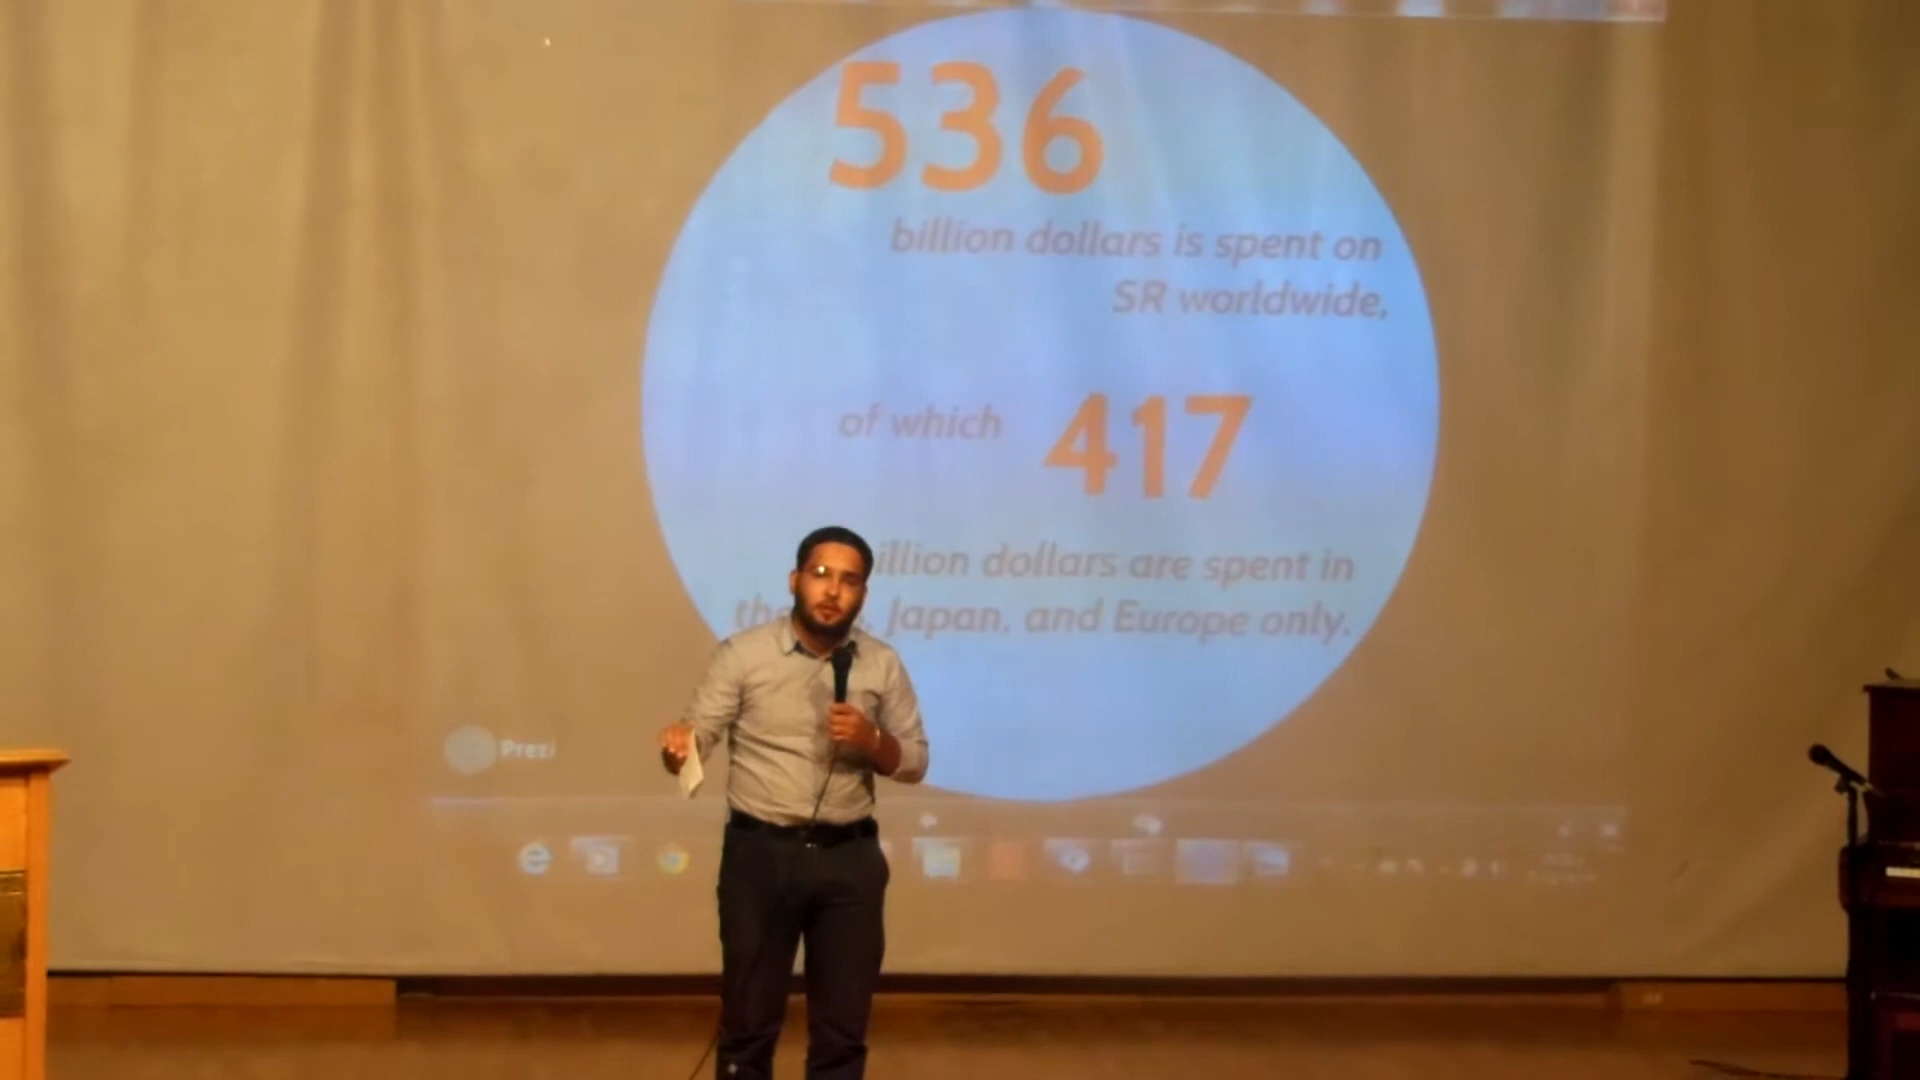 536
billion dollars is spent on
SR worldwide,
of which 417
illion dollars are spent in
the Japan, and Europe only.
Prezi